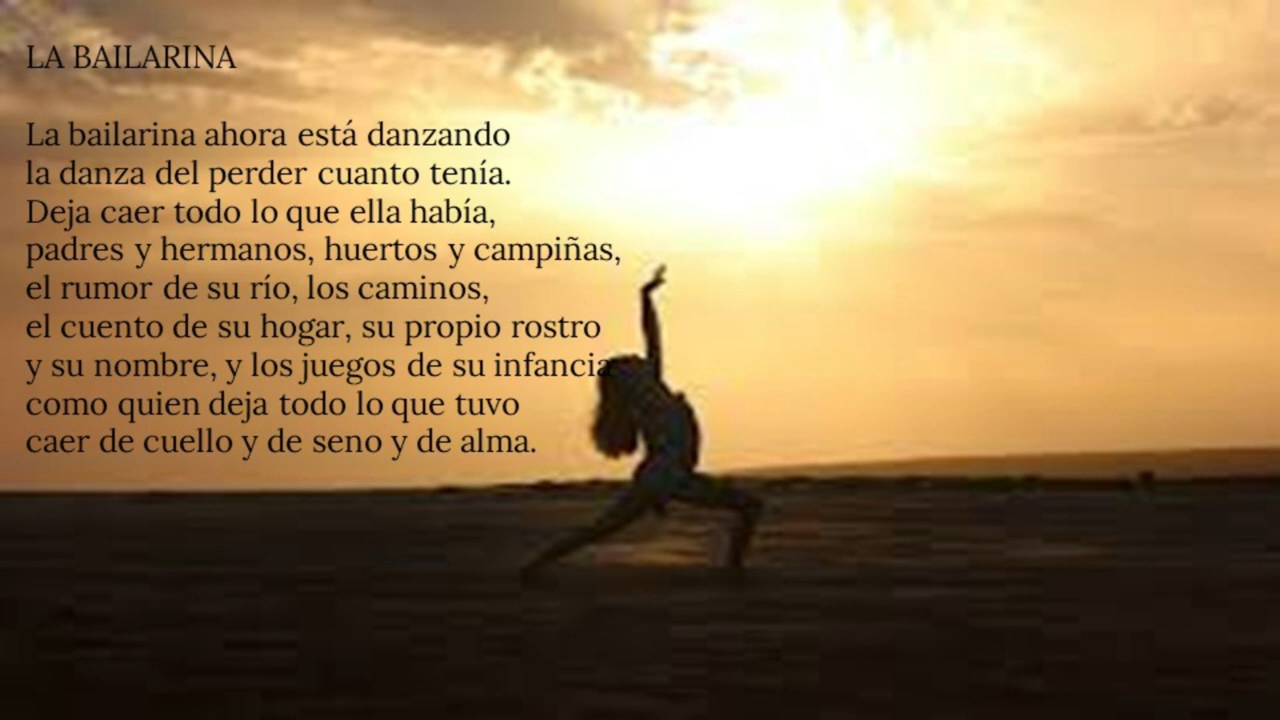 LA BAILARINA
La bailarina ahora está danzando
la danza del perder cuanto tenía.
Deja caer todo lo que ella había,
padres y hermanos, huertos y campiñas,
el rumor de su río, los caminos,
el cuento de su hogar, su propio rostro
y su nombre, y los juegos de su infancia
como quien deja todo lo que tuvo
caer de cuello y de seno y de alma.